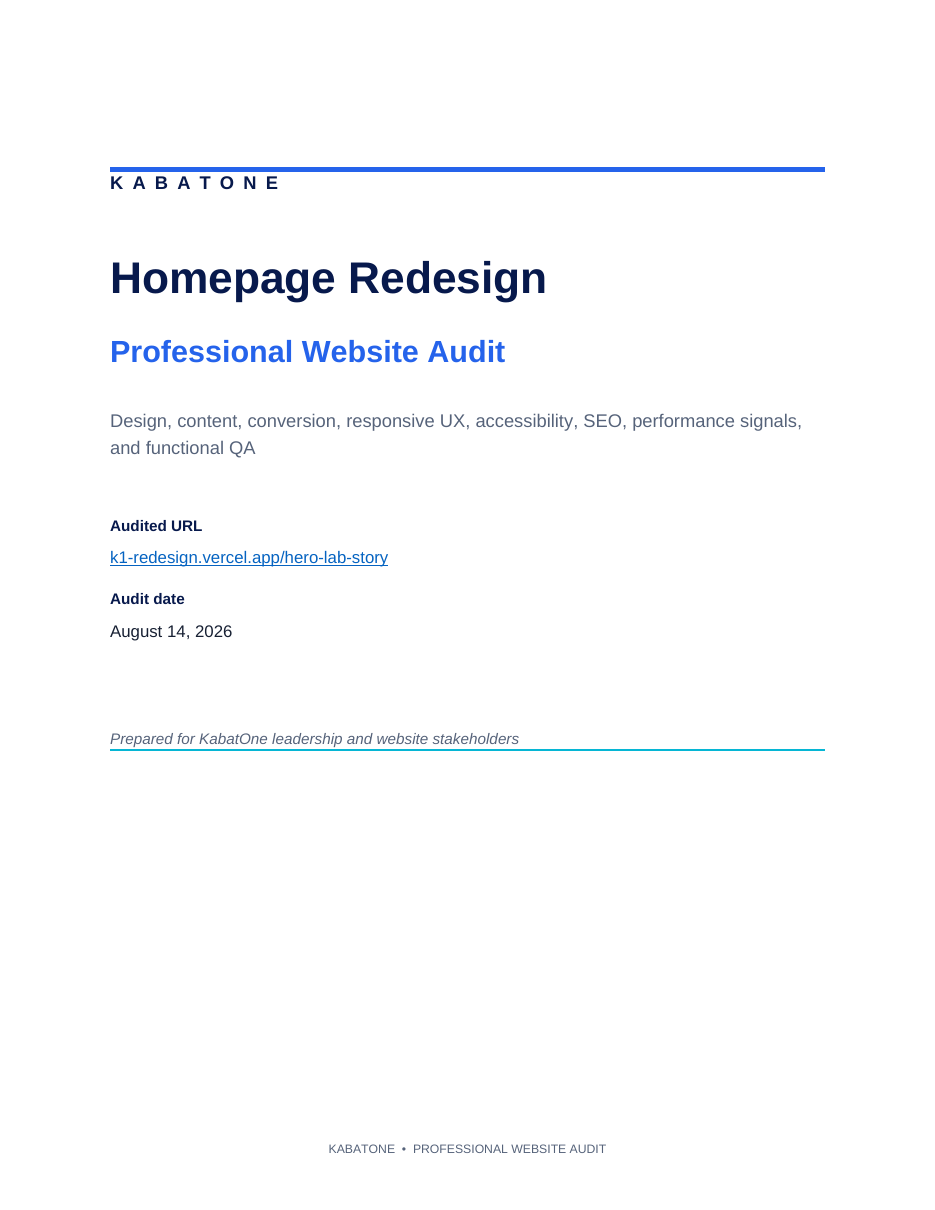 KABATONE
Homepage Redesign
Professional Website Audit
Design, content, conversion, responsive UX, accessibility, SEO, performance signals,
and functional QA
Audited URL
k1-redesign.vercel.app/hero-lab-story
Audit date
August 14, 2026
Prepared for KabatOne leadership and website stakeholders
KABATONE • PROFESSIONAL WEBSITE AUDIT